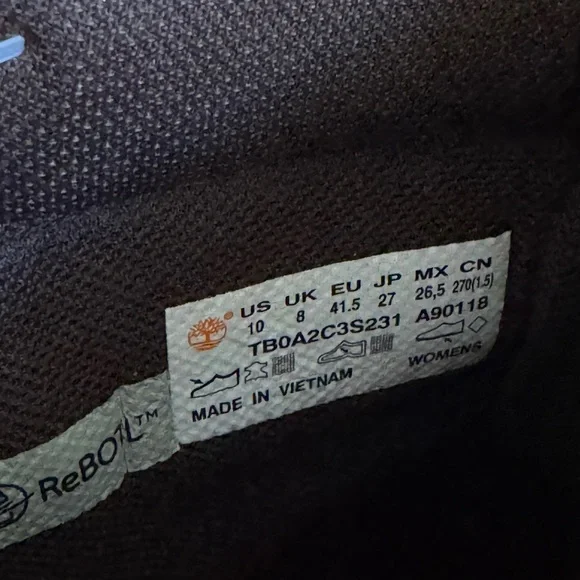 US UK EU JP MX CN
10 8 41.5 27 26,5 270(1.5)
TB0A2C3S231 A90118
WOMENS
MADE IN VIETNAM
ReBOTL™